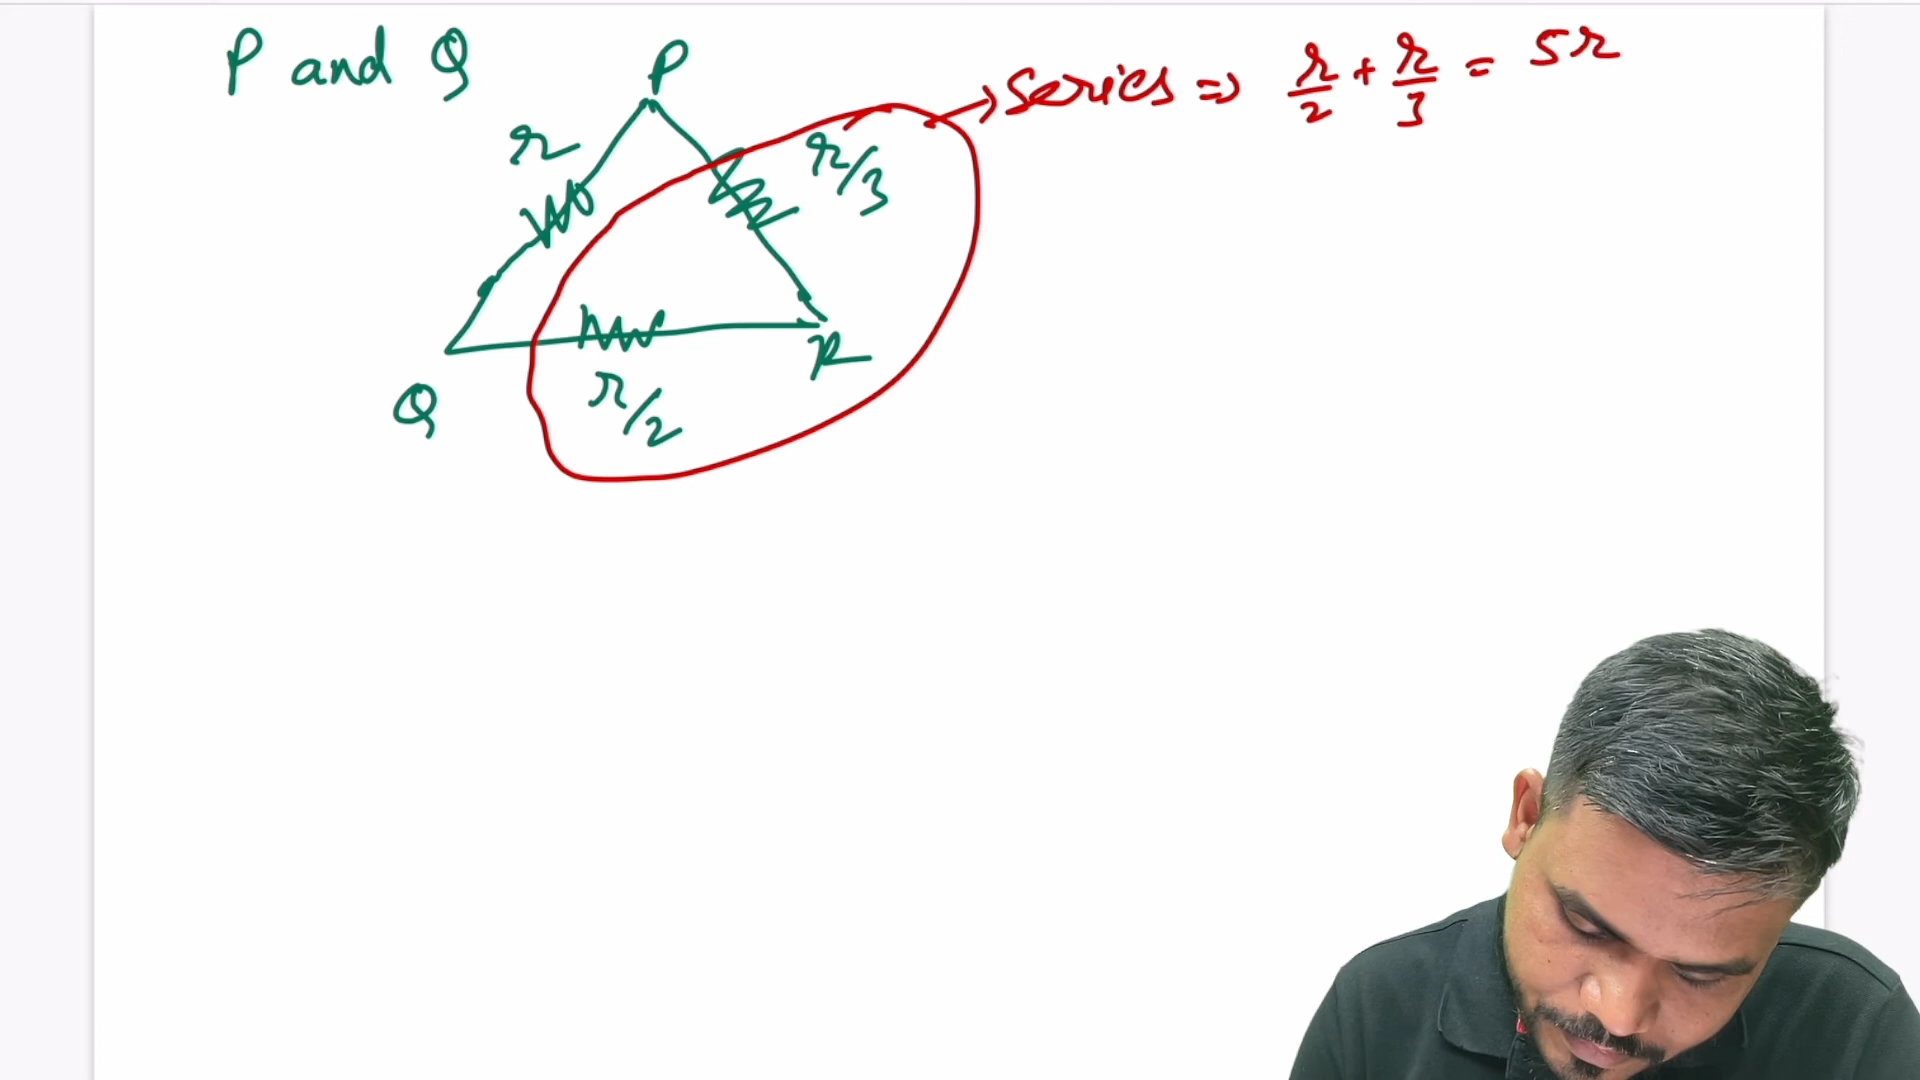 P and Q
P
Series ⇒ r/2 + r/3 = 5r
r
r/3
R
r/2
Q